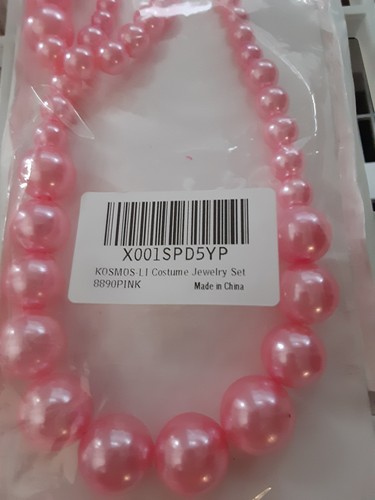 X001SPD5YP
KOSMOS-LI Costume Jewelry Set
8890PINK Made in China